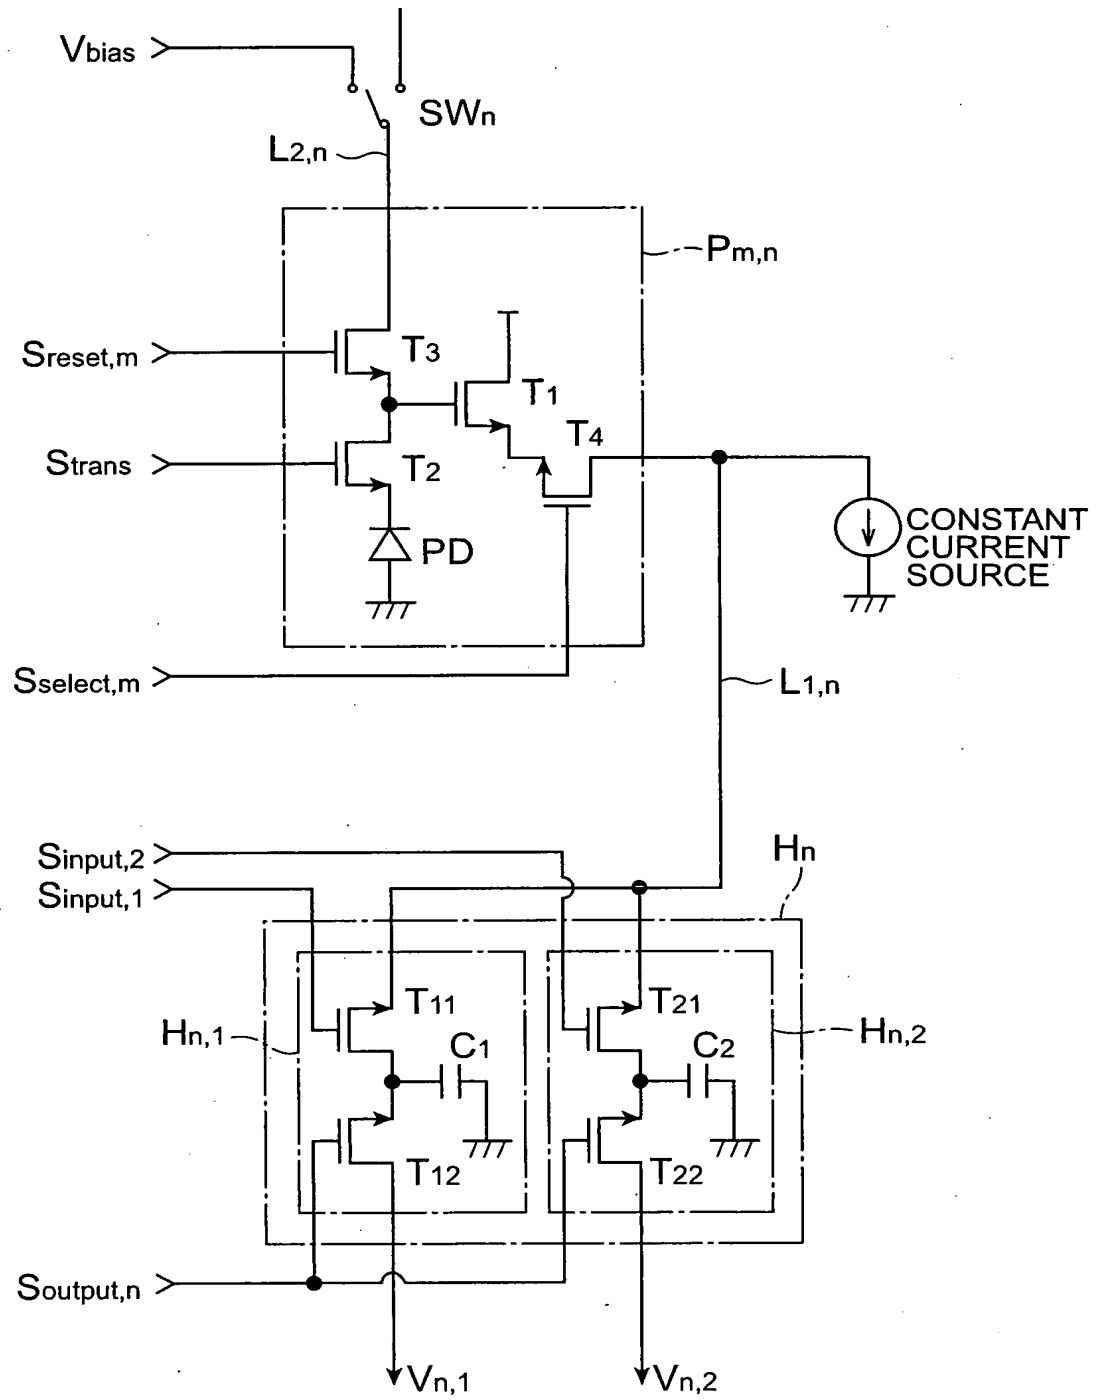 Vbias
SWn
L2,n
Pm,n
Sreset,m
T3
T1
T4
Strans
T2
CONSTANT
CURRENT
SOURCE
PD
Sselect,m
L1,n
Sinput,2
Hn
Sinput,1
T11
T21
Hn,1
C1
C2
Hn,2
T12
T22
Soutput,n
Vn,1
Vn,2